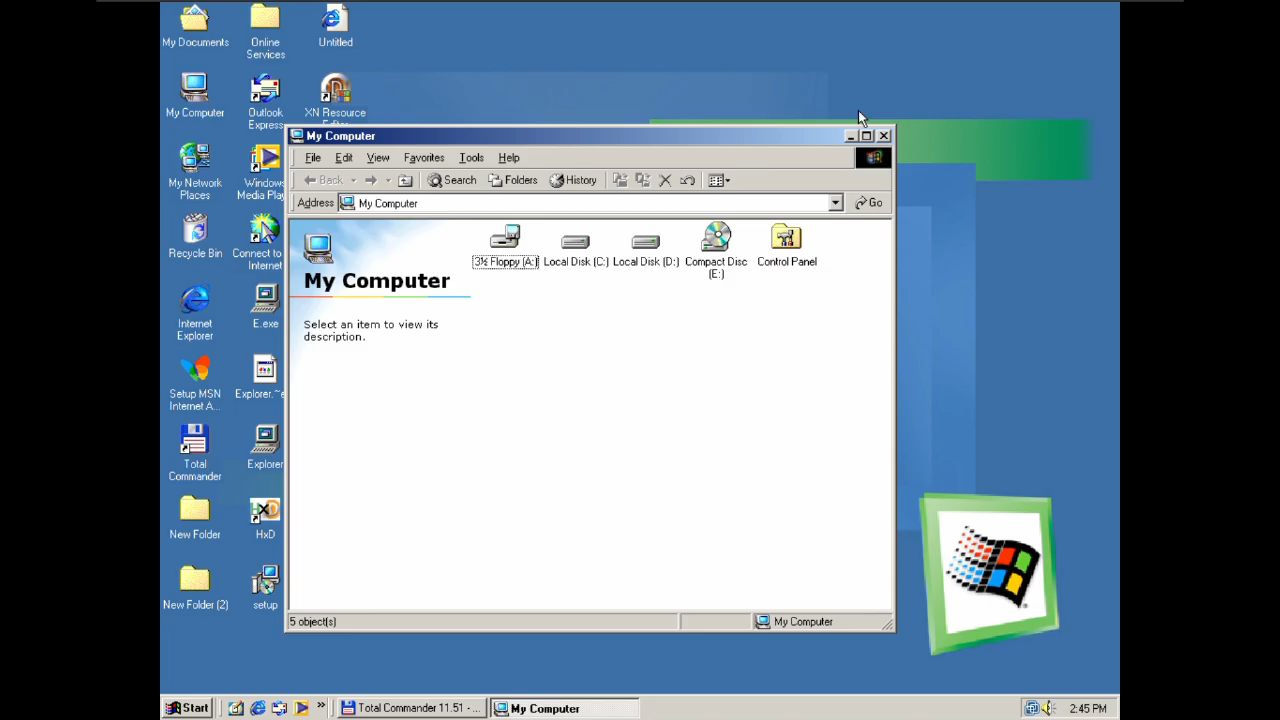 My Documents
Online
Services
Untitled
My Computer
Outlook
Express
XN Resource
Editor
My Network
Places
Windows
Media Play
Recycle Bin
Connect to
Internet
Internet
Explorer
E.exe
Setup MSN
Internet A...
Explorer.~e
Total
Commander
Explorer
New Folder
HxD
New Folder (2)
setup
My Computer
File Edit View Favorites Tools Help
Back Search Folders History
Address My Computer Go
3½ Floppy (A:) Local Disk (C:) Local Disk (D:) Compact Disc
(E:) Control Panel
My Computer
Select an item to view its
description.
5 object(s) My Computer
Start » Total Commander 11.51 - ... My Computer 2:45 PM